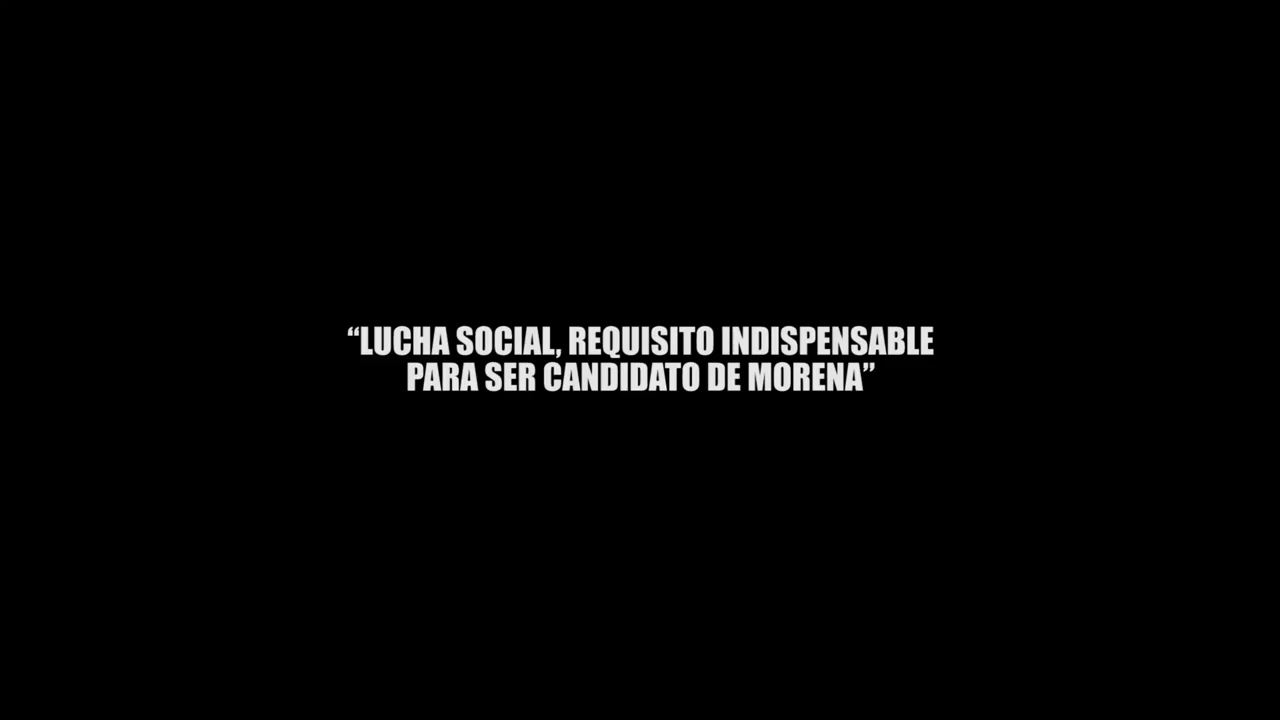 “LUCHA SOCIAL, REQUISITO INDISPENSABLE
PARA SER CANDIDATO DE MORENA”